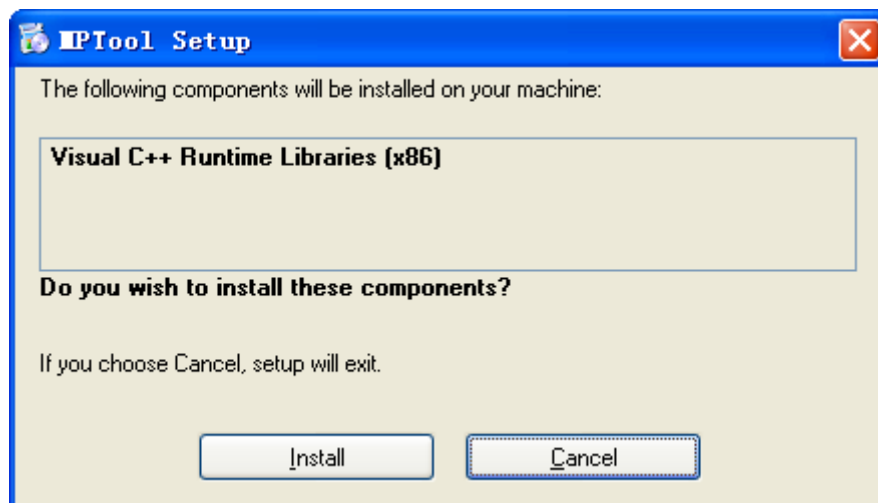 MPTool Setup
The following components will be installed on your machine:
Visual C++ Runtime Libraries (x86)
Do you wish to install these components?
If you choose Cancel, setup will exit.
Install
Cancel